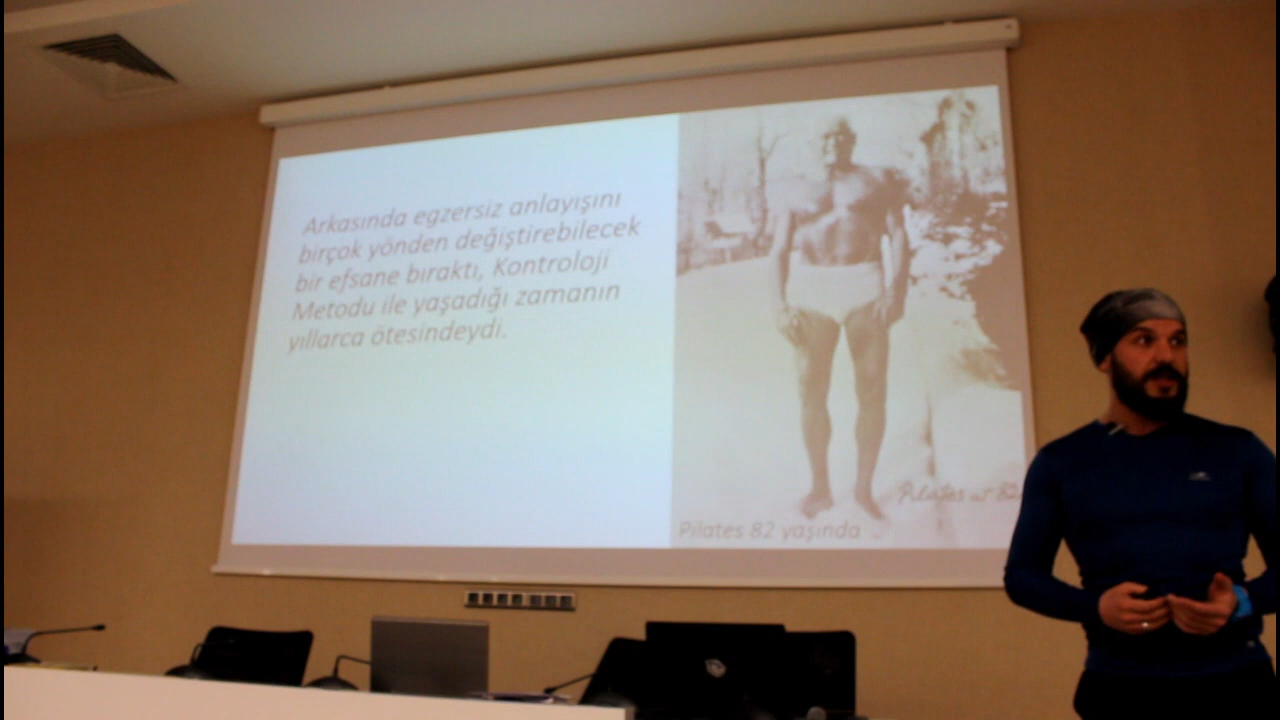 Arkasında egzersiz anlayışını
birçok yönden değiştirebilecek
bir efsane bıraktı, Kontroloji
Metodu ile yaşadığı zamanın
yıllarca ötesindeydi.
Pilates at 82
Pilates 82 yaşında